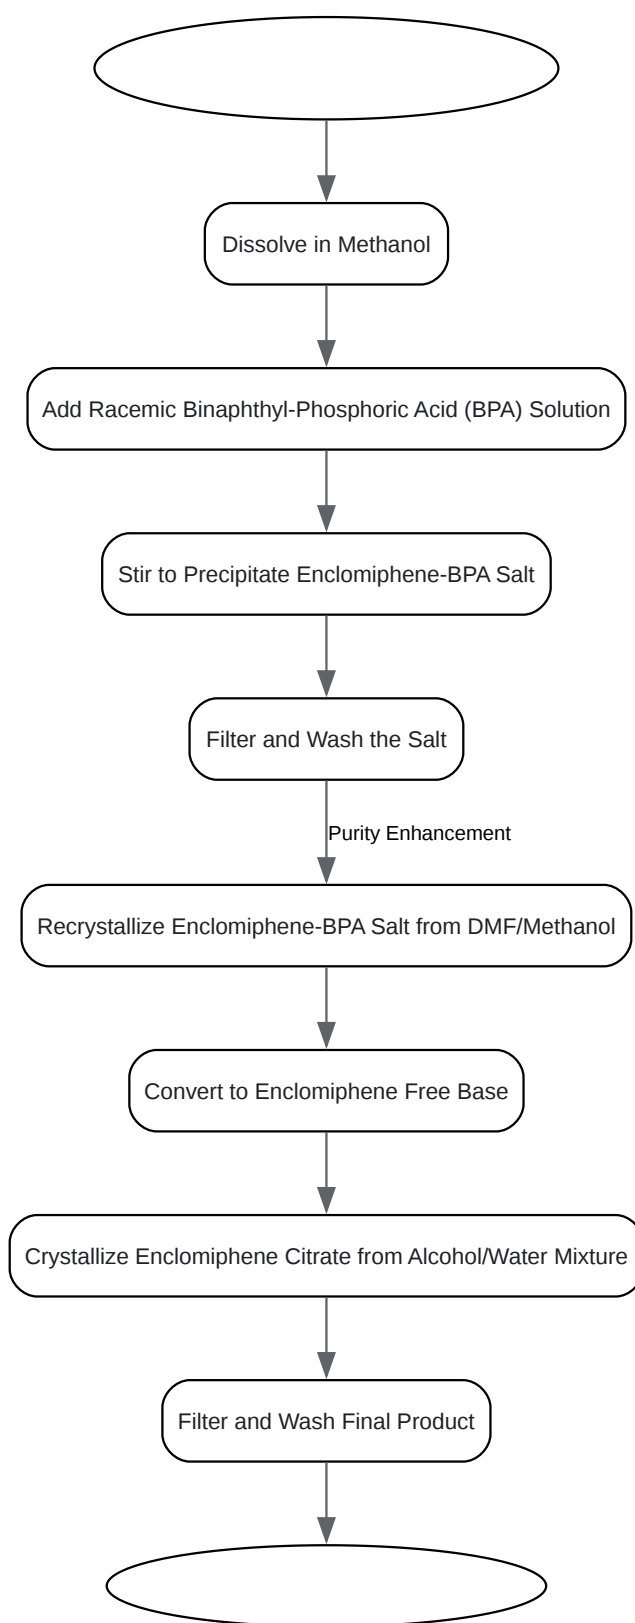 Dissolve in Methanol
Add Racemic Binaphthyl-Phosphoric Acid (BPA) Solution
Stir to Precipitate Enclomiphene-BPA Salt
Filter and Wash the Salt
Purity Enhancement
Recrystallize Enclomiphene-BPA Salt from DMF/Methanol
Convert to Enclomiphene Free Base
Crystallize Enclomiphene Citrate from Alcohol/Water Mixture
Filter and Wash Final Product